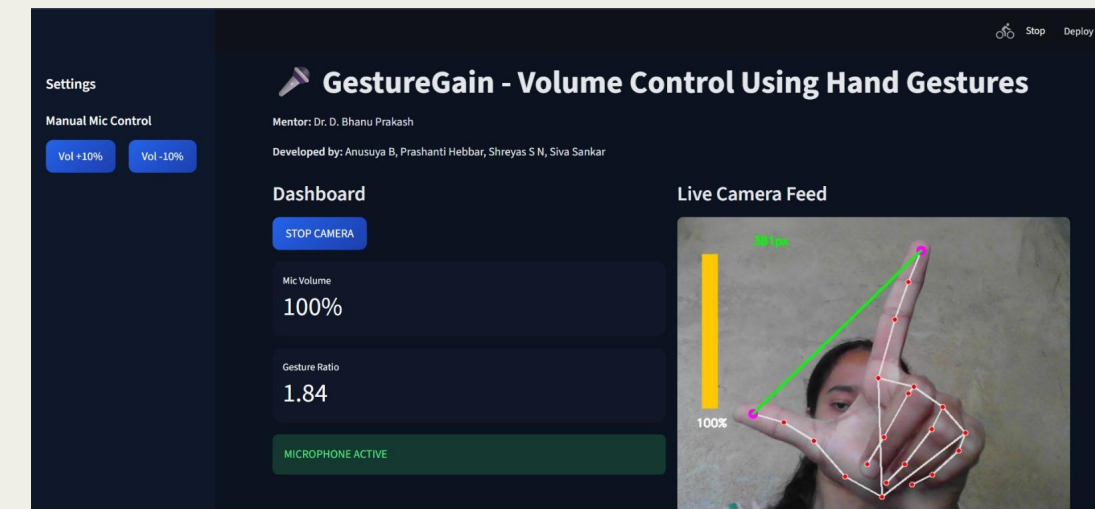 Stop Deploy
Settings
Manual Mic Control
Vol +10% Vol -10%
GestureGain - Volume Control Using Hand Gestures
Mentor: Dr. D. Bhanu Prakash
Developed by: Anusuya B, Prashanti Hebbar, Shreyas S N, Siva Sankar
Dashboard
STOP CAMERA
Mic Volume
100%
Gesture Ratio
1.84
MICROPHONE ACTIVE
Live Camera Feed
100%